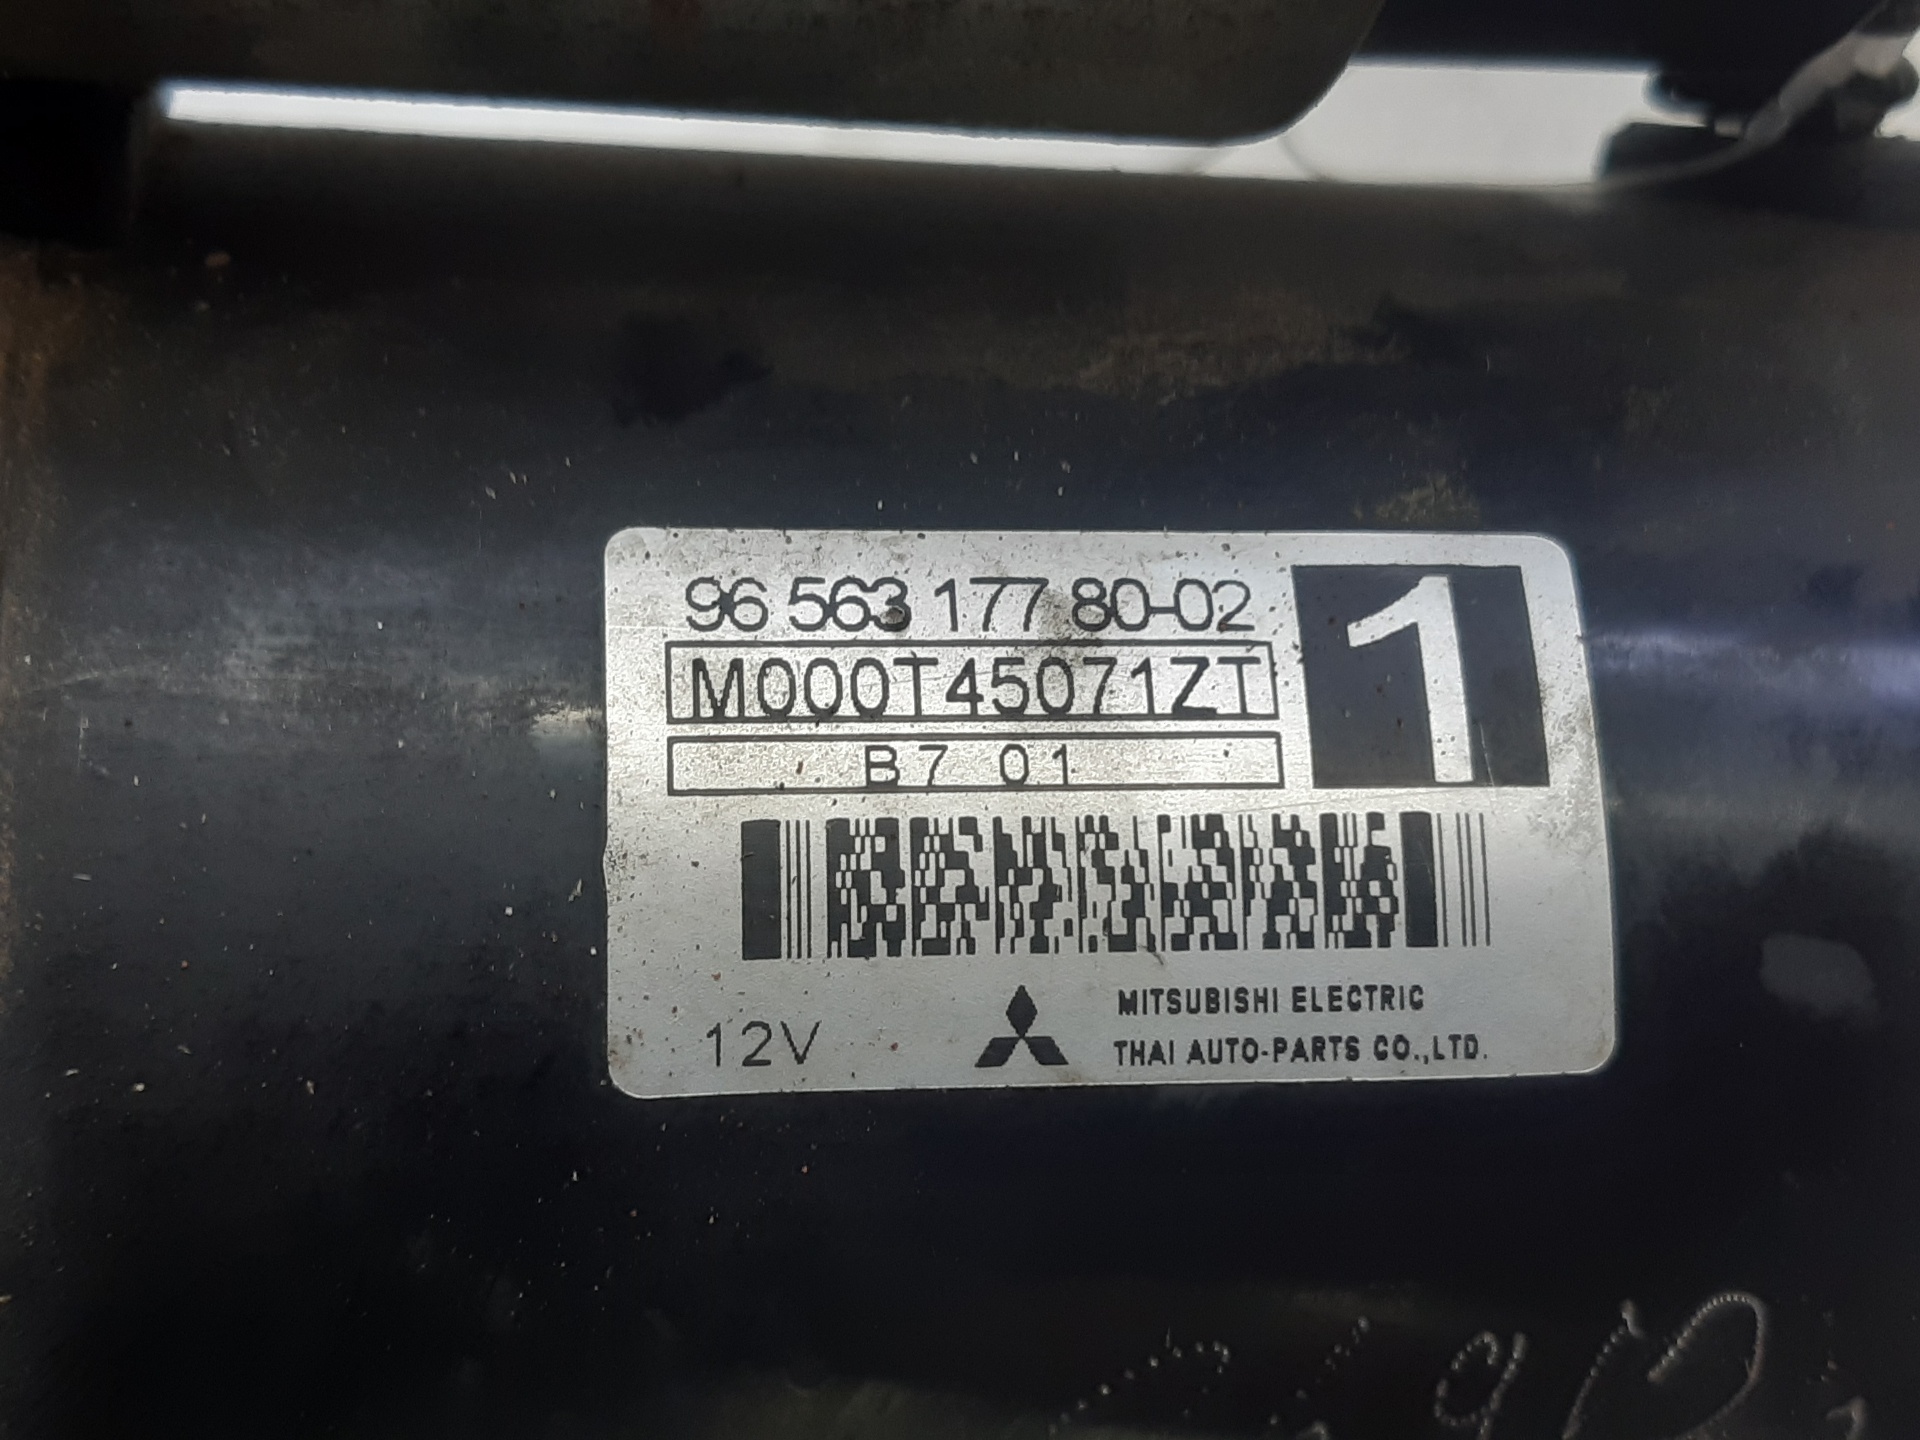 96 563 177 80-02
1
M000T45071ZT
B7 01
12V
MITSUBISHI ELECTRIC
THAI AUTO-PARTS CO.,LTD.